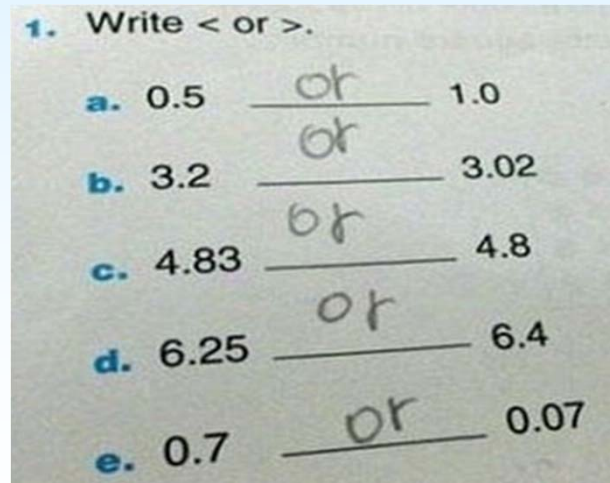 1. Write < or >.
a. 0.5 or 1.0
b. 3.2 or 3.02
c. 4.83 or 4.8
d. 6.25 or 6.4
e. 0.7 or 0.07